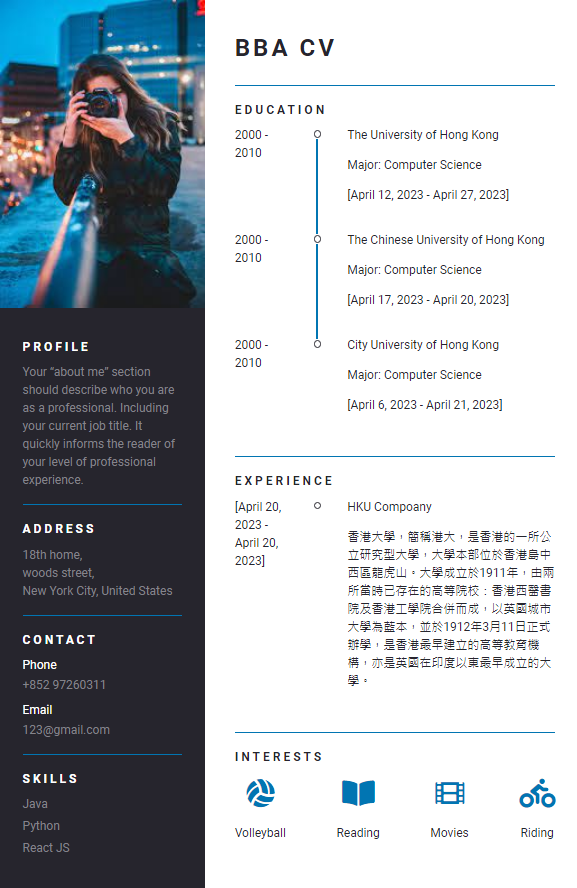 BBA CV
EDUCATION
2000 -
2010
The University of Hong Kong
Major: Computer Science
[April 12, 2023 - April 27, 2023]
2000 -
2010
The Chinese University of Hong Kong
Major: Computer Science
[April 17, 2023 - April 20, 2023]
2000 -
2010
City University of Hong Kong
Major: Computer Science
[April 6, 2023 - April 21, 2023]
EXPERIENCE
[April 20,
2023 -
April 20,
2023]
HKU Compoany
香港大學，簡稱港大，是香港的一所公
立研究型大學，大學本部位於香港島中
西區龍虎山。大學成立於1911年，由兩
所當時已存在的高等院校：香港西醫書
院及香港工學院合併而成，以英國城市
大學為藍本，並於1912年3月11日正式
辦學，是香港最早建立的高等教育機
構，亦是英國在印度以東最早成立的大
學。
INTERESTS
Volleyball
Reading
Movies
Riding
PROFILE
Your “about me” section
should describe who you are
as a professional. Including
your current job title. It
quickly informs the reader of
your level of professional
experience.
ADDRESS
18th home,
woods street,
New York City, United States
CONTACT
Phone
+852 97260311
Email
123@gmail.com
SKILLS
Java
Python
React JS